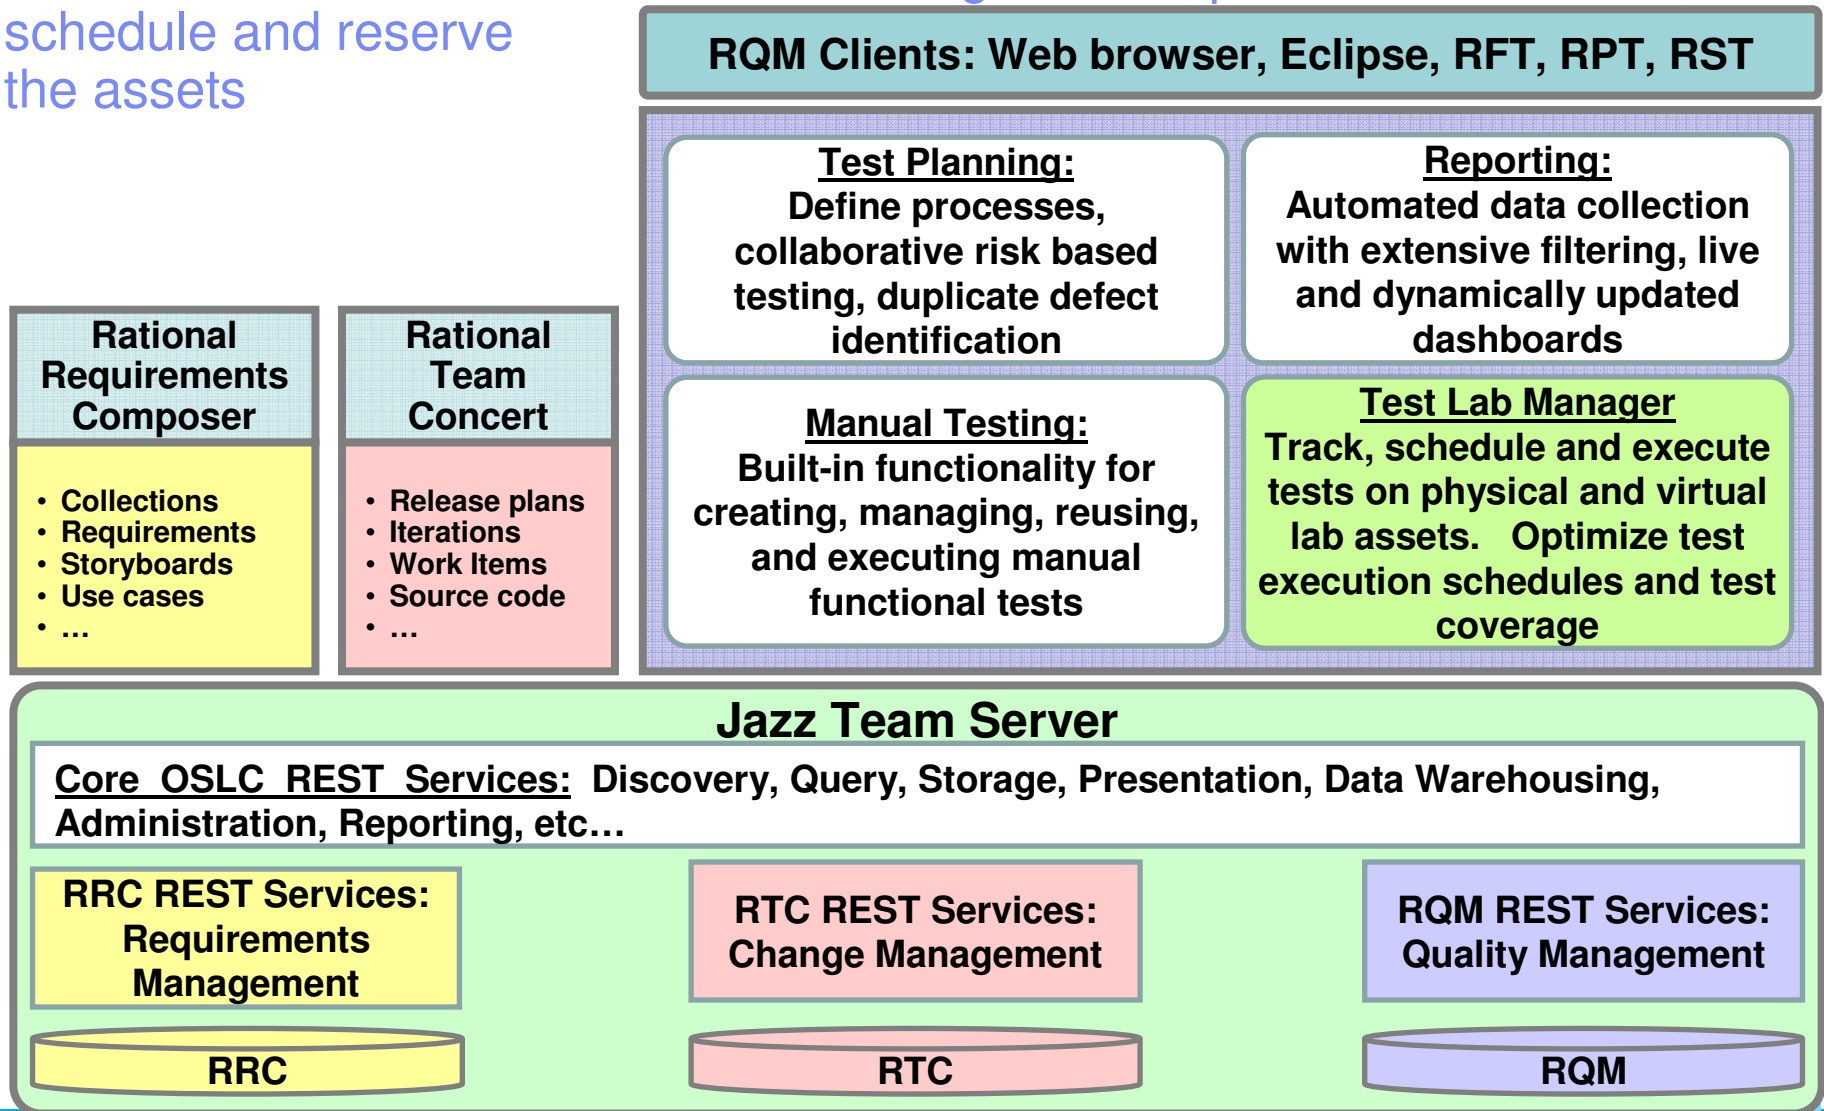 schedule and reserve
the assets
RQM Clients: Web browser, Eclipse, RFT, RPT, RST
Test Planning:
Define processes,
collaborative risk based
testing, duplicate defect
identification
Reporting:
Automated data collection
with extensive filtering, live
and dynamically updated
dashboards
Rational
Requirements
Composer
• Collections
• Requirements
• Storyboards
• Use cases
• …
Rational
Team
Concert
• Release plans
• Iterations
• Work Items
• Source code
• …
Manual Testing:
Built-in functionality for
creating, managing, reusing,
and executing manual
functional tests
Test Lab Manager
Track, schedule and execute
tests on physical and virtual
lab assets. Optimize test
execution schedules and test
coverage
Jazz Team Server
Core OSLC REST Services: Discovery, Query, Storage, Presentation, Data Warehousing,
Administration, Reporting, etc…
RRC REST Services:
Requirements
Management
RTC REST Services:
Change Management
RQM REST Services:
Quality Management
RRC
RTC
RQM